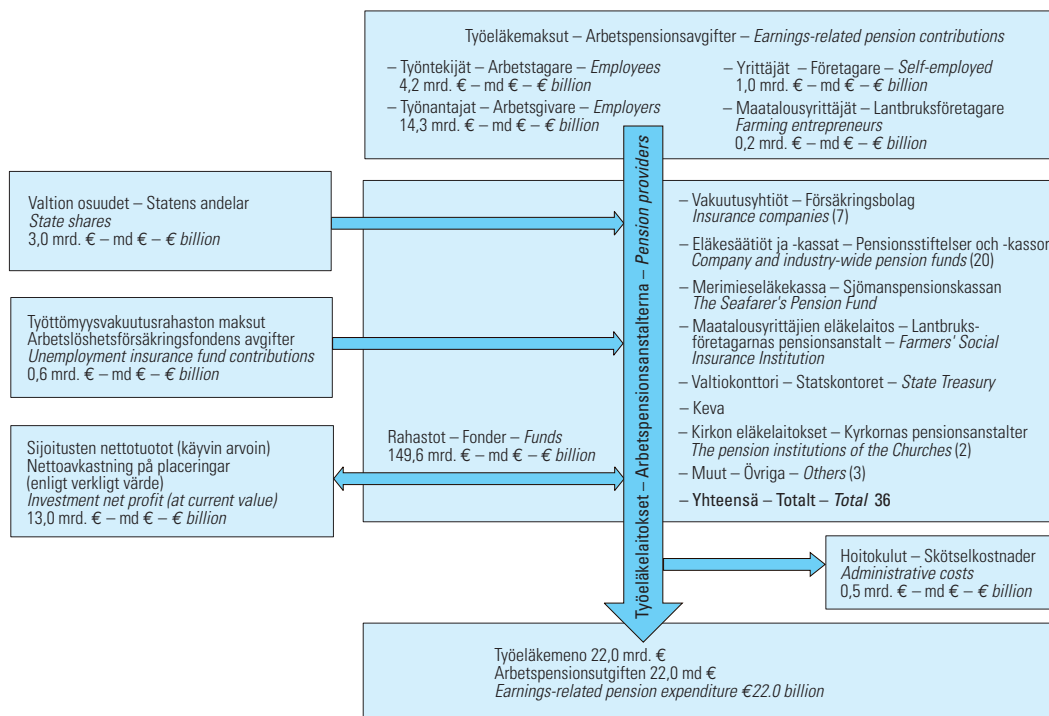 Työeläkemaksut – Arbetspensionsavgifter – Earnings-related pension contributions
– Työntekijät – Arbetstagare – Employees
4,2 mrd. € – md € – € billion
– Työnantajat – Arbetsgivare – Employers
14,3 mrd. € – md € – € billion
– Yrittäjät – Företagare – Self-employed
1,0 mrd. € – md € – € billion
– Maatalousyrittäjät – Lantbruksföretagare
Farming entrepreneurs
0,2 mrd. € – md € – € billion
Valtion osuudet – Statens andelar
State shares
3,0 mrd. € – md € – € billion
Työttömyysvakuutusrahaston maksut
Arbetslöshetsförsäkringsfondens avgifter
Unemployment insurance fund contributions
0,6 mrd. € – md € – € billion
Sijoitusten nettotuotot (käyvin arvoin)
Nettoavkastning på placeringar
(enligt verkligt värde)
Investment net profit (at current value)
13,0 mrd. € – md € – € billion
Rahastot – Fonder – Funds
149,6 mrd. € – md € – € billion
Työeläkelaitokset – Arbetspensionsanstalterna – Pension providers
– Vakuutusyhtiöt – Försäkringsbolag
Insurance companies (7)
– Eläkesäätiöt ja -kassat – Pensionsstiftelser och -kassor
Company and industry-wide pension funds (20)
– Merimieseläkekassa – Sjömanspensionskassan
The Seafarer's Pension Fund
– Maatalousyrittäjien eläkelaitos – Lantbruks-
företagarnas pensionsanstalt – Farmers' Social
Insurance Institution
– Valtiokonttori – Statskontoret – State Treasury
– Keva
– Kirkon eläkelaitokset – Kyrkornas pensionsanstalter
The pension institutions of the Churches (2)
– Muut – Övriga – Others (3)
– Yhteensä – Totalt – Total 36
Hoitokulut – Skötselkostnader
Administrative costs
0,5 mrd. € – md € – € billion
Työeläkemeno 22,0 mrd. €
Arbetspensionsutgiften 22,0 md €
Earnings-related pension expenditure €22.0 billion